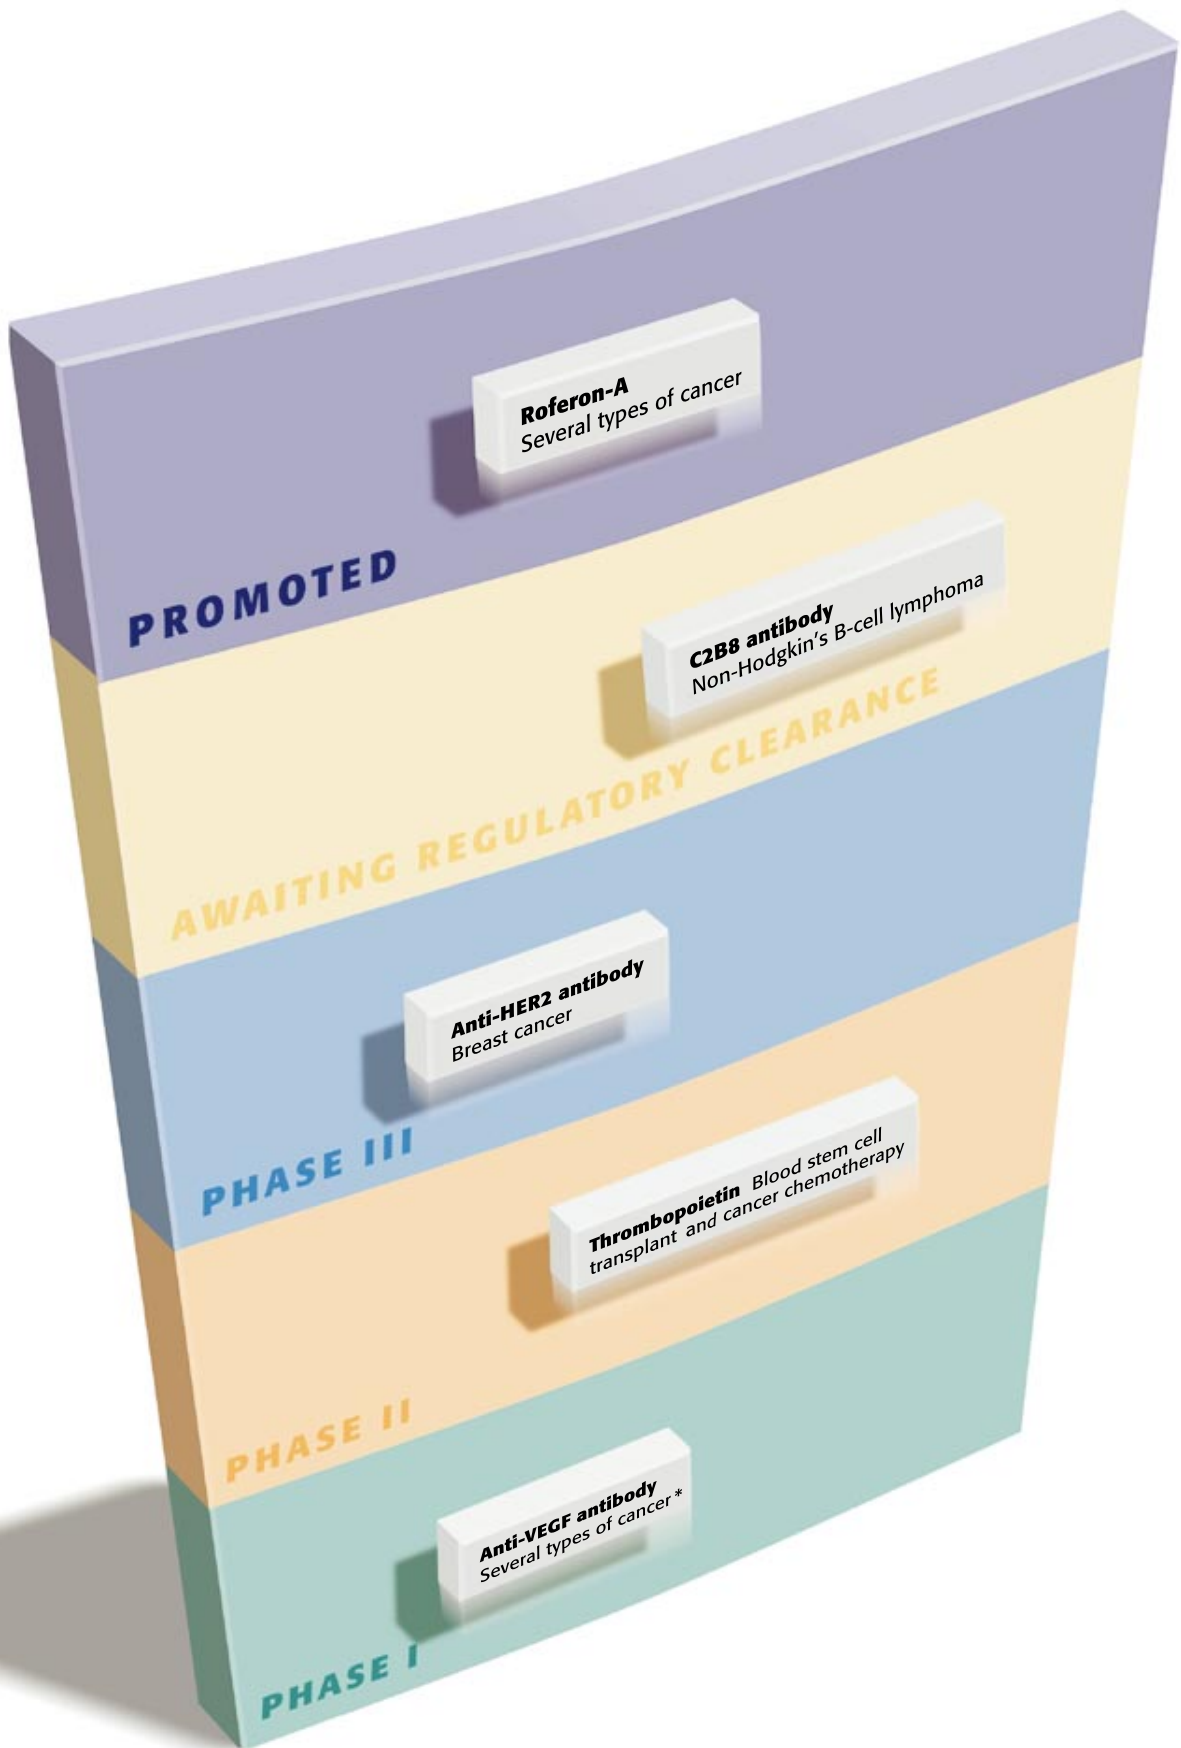 Roferon-A
Several types of cancer
PROMOTED
C2B8 antibody
Non-Hodgkin's B-cell lymphoma
AWAITING REGULATORY CLEARANCE
Anti-HER2 antibody
Breast cancer
PHASE III
Thrombopoietin Blood stem cell
transplant and cancer chemotherapy
PHASE II
Anti-VEGF antibody
Several types of cancer*
PHASE I